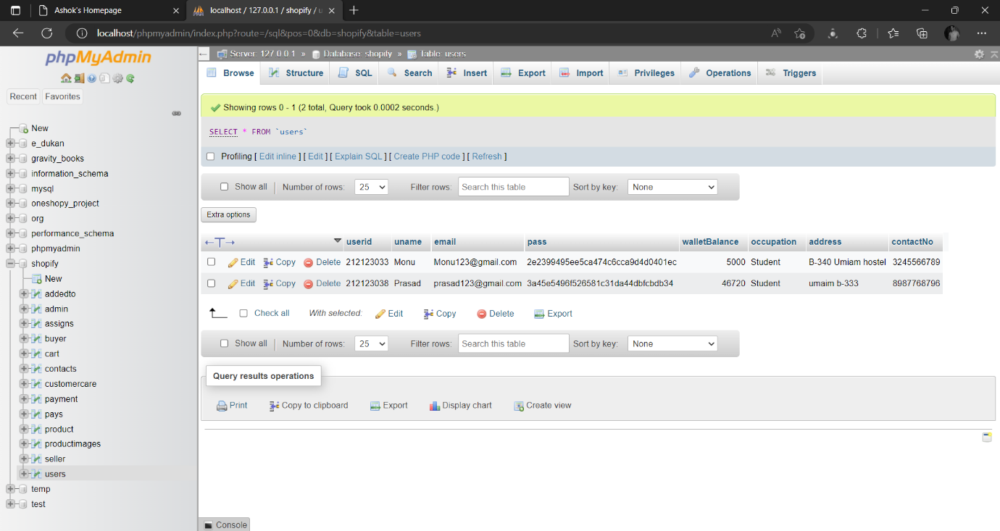 Ashok's Homepage
localhost / 127.0.0.1 / shopify / u
localhost/phpmyadmin/index.php?route=/sql&pos=0&db=shopify&table=users
phpMyAdmin
Recent Favorites
New
e_dukan
gravity_books
information_schema
mysql
oneshopy_project
org
performance_schema
phpmyadmin
shopify
New
addedto
admin
assigns
buyer
cart
contacts
customercare
payment
pays
product
productimages
seller
users
temp
test
Server: 127.0.0.1 » Database: shopify » Table: users
Browse Structure SQL Search Insert Export Import Privileges Operations Triggers
Showing rows 0 - 1 (2 total, Query took 0.0002 seconds.)
SELECT * FROM `users`
Profiling [ Edit inline ] [ Edit ] [ Explain SQL ] [ Create PHP code ] [ Refresh ]
Show all Number of rows: 25 Filter rows: Search this table Sort by key: None
Extra options
←T→ userid uname email pass walletBalance occupation address contactNo
Edit Copy Delete 212123033 Monu Monu123@gmail.com 2e2399495ee5ca474c6cca9d4d0401ec 5000 Student B-340 Umiam hostel 3245566789
Edit Copy Delete 212123038 Prasad prasad123@gmail.com 3a45e5496f526581c31da44dbfcbdb34 46720 Student umaim b-333 8987768796
Check all With selected: Edit Copy Delete Export
Show all Number of rows: 25 Filter rows: Search this table Sort by key: None
Query results operations
Print Copy to clipboard Export Display chart Create view
Console